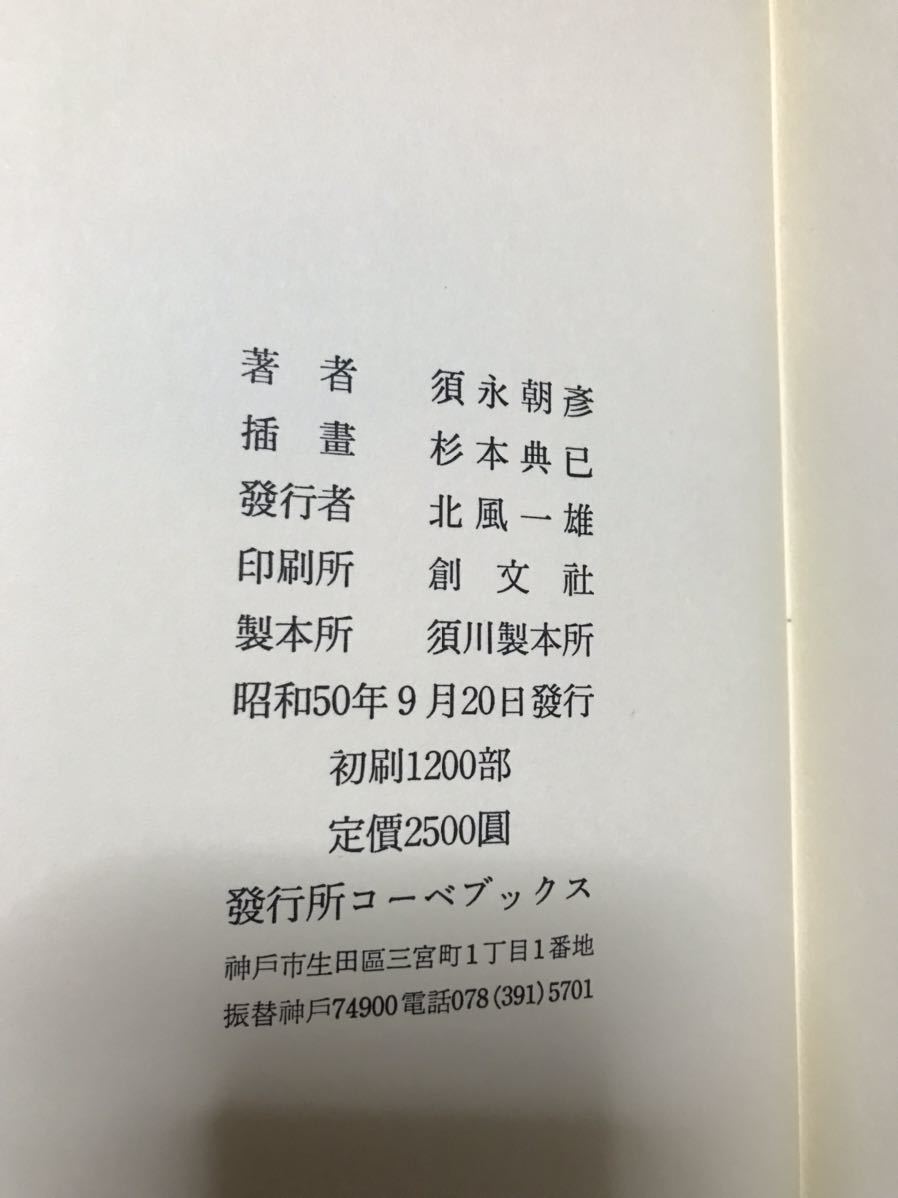 著者 須永朝彥
插畫 杉本典巳
發行者 北風一雄
印刷所 創文社
製本所 須川製本所
昭和50年9月20日發行
初刷1200部
定價2500圓
發行所コーベブックス
神戶市生田區三宮町1丁目1番地
振替神戶74900電話078(391)5701